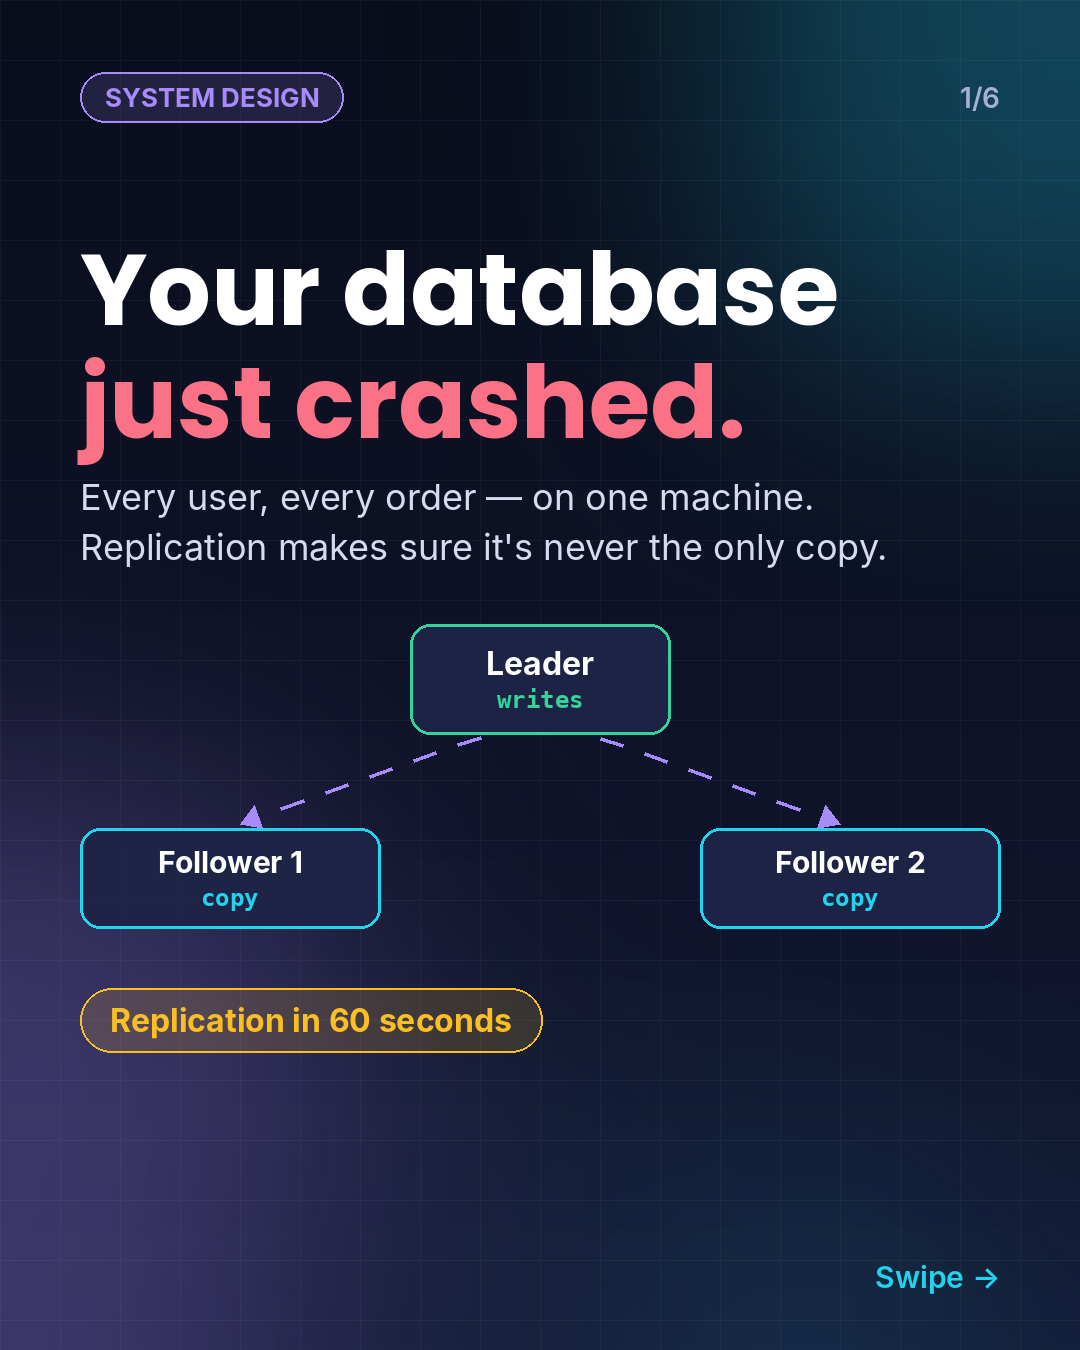 SYSTEM DESIGN
1/6
Your database
just crashed.
Every user, every order — on one machine.
Replication makes sure it's never the only copy.
Leader
writes
Follower 1
copy
Follower 2
copy
Replication in 60 seconds
Swipe →